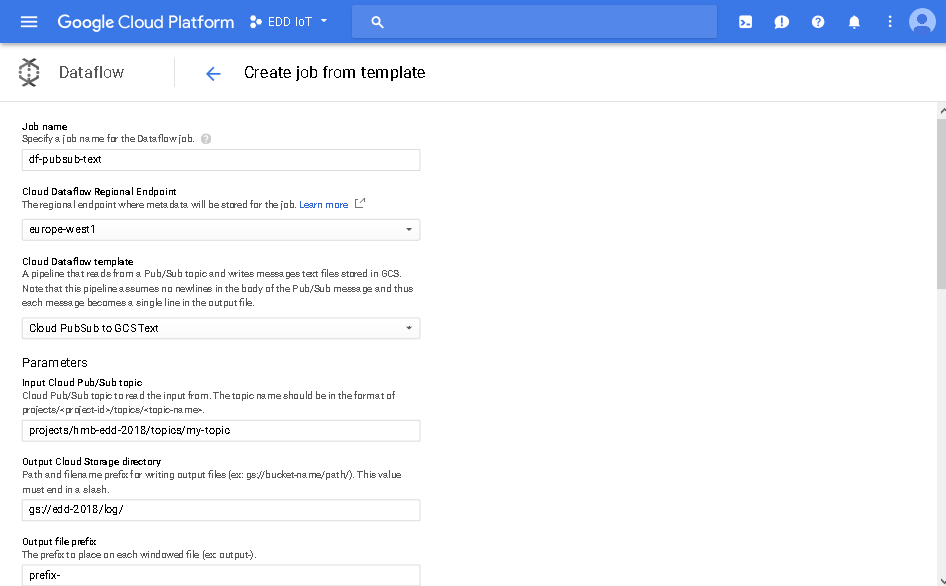 Google Cloud Platform EDD IoT
Dataflow
Create job from template
Job name
Specify a job name for the Dataflow job.
df-pubsub-text
Cloud Dataflow Regional Endpoint
The regional endpoint where metadata will be stored for the job. Learn more
europe-west1
Cloud Dataflow template
A pipeline that reads from a Pub/Sub topic and writes messages text files stored in GCS.
Note that this pipeline assumes no newlines in the body of the Pub/Sub message and thus
each message becomes a single line in the output file.
Cloud PubSub to GCS Text
Parameters
Input Cloud Pub/Sub topic
Cloud Pub/Sub topic to read the input from. The topic name should be in the format of
projects/<project-id>/topics/<topic-name>.
projects/hmb-edd-2018/topics/my-topic
Output Cloud Storage directory
Path and filename prefix for writing output files (ex: gs://bucket-name/path/). This value
must end in a slash.
gs://edd-2018/log/
Output file prefix
The prefix to place on each windowed file (ex: output-).
prefix-